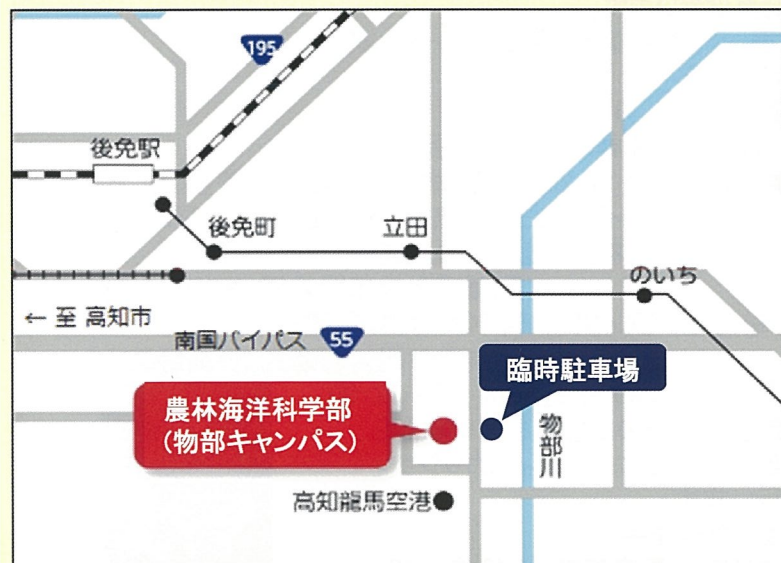 195
後免駅
後免町
立田
のいち
← 至 高知市
南国バイパス
55
臨時駐車場
農林海洋科学部
(物部キャンパス)
物部川
高知龍馬空港